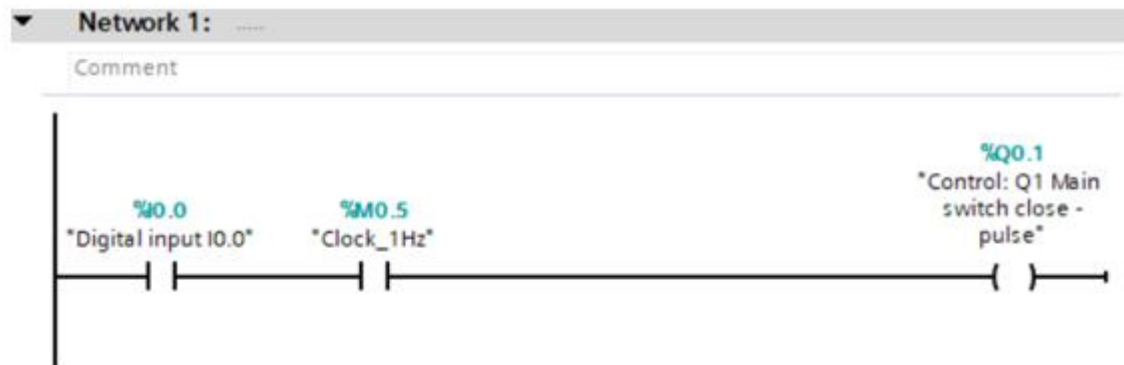 Network 1: .....
Comment
%Q0.1
"Control: Q1 Main
switch close -
pulse"
%I0.0
%M0.5
"Digital input I0.0"
"Clock_1Hz"